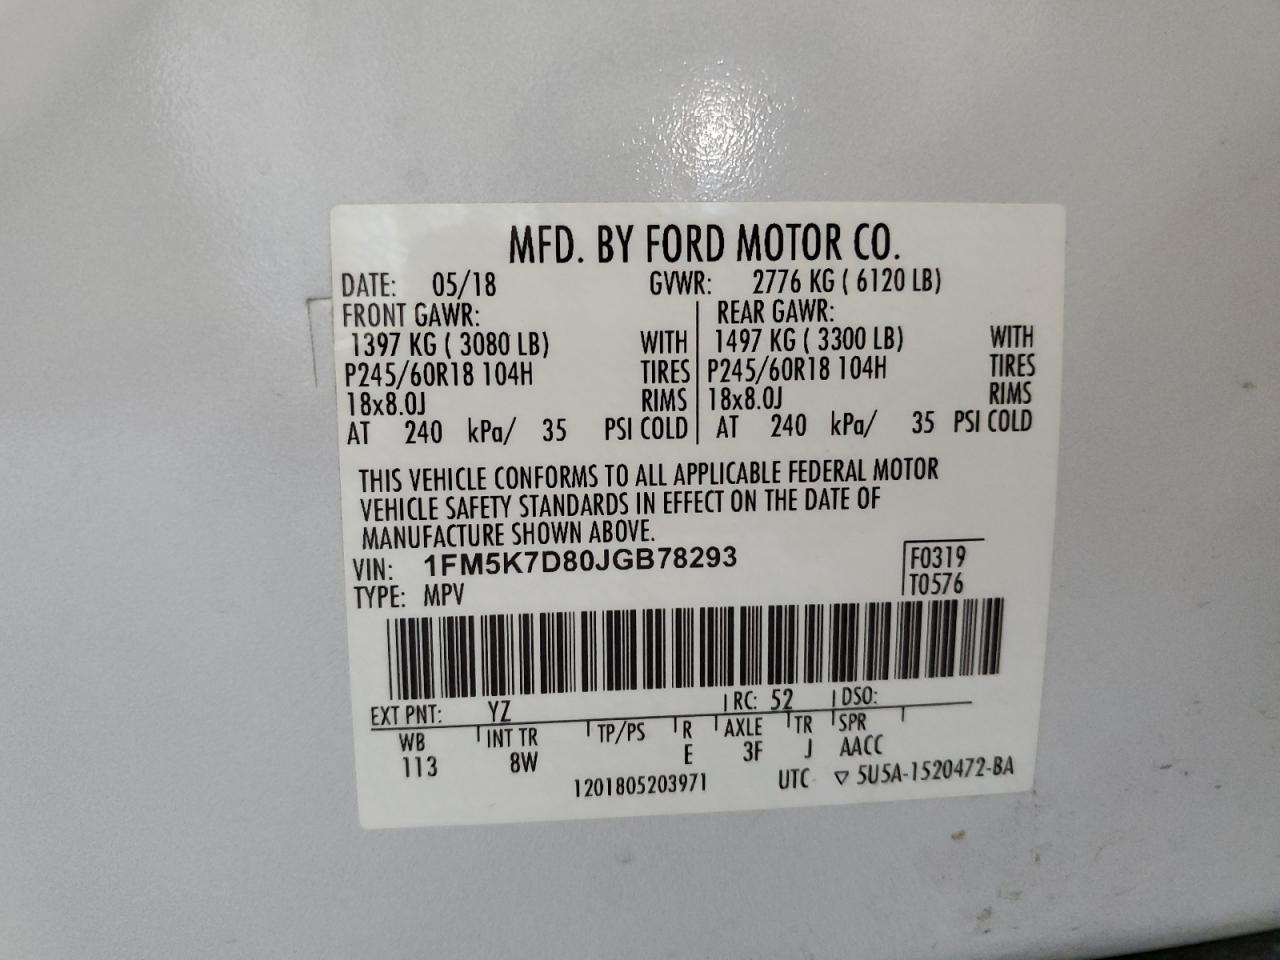 MFD. BY FORD MOTOR CO.
DATE: 05/18 GVWR: 2776 KG ( 6120 LB)
FRONT GAWR: REAR GAWR:
1397 KG ( 3080 LB) WITH 1497 KG ( 3300 LB) WITH
P245/60R18 104H TIRES P245/60R18 104H TIRES
18x8.0J RIMS 18x8.0J RIMS
AT 240 kPa/ 35 PSI COLD AT 240 kPa/ 35 PSI COLD
THIS VEHICLE CONFORMS TO ALL APPLICABLE FEDERAL MOTOR
VEHICLE SAFETY STANDARDS IN EFFECT ON THE DATE OF
MANUFACTURE SHOWN ABOVE.
VIN: 1FM5K7D80JGB78293 F0319
TYPE: MPV T0576
EXT PNT: YZ RC: 52 DSO:
WB INT TR TP/PS R AXLE TR SPR
113 8W E 3F J AACC
1201805203971 UTC ▽ 5U5A-1520472-BA